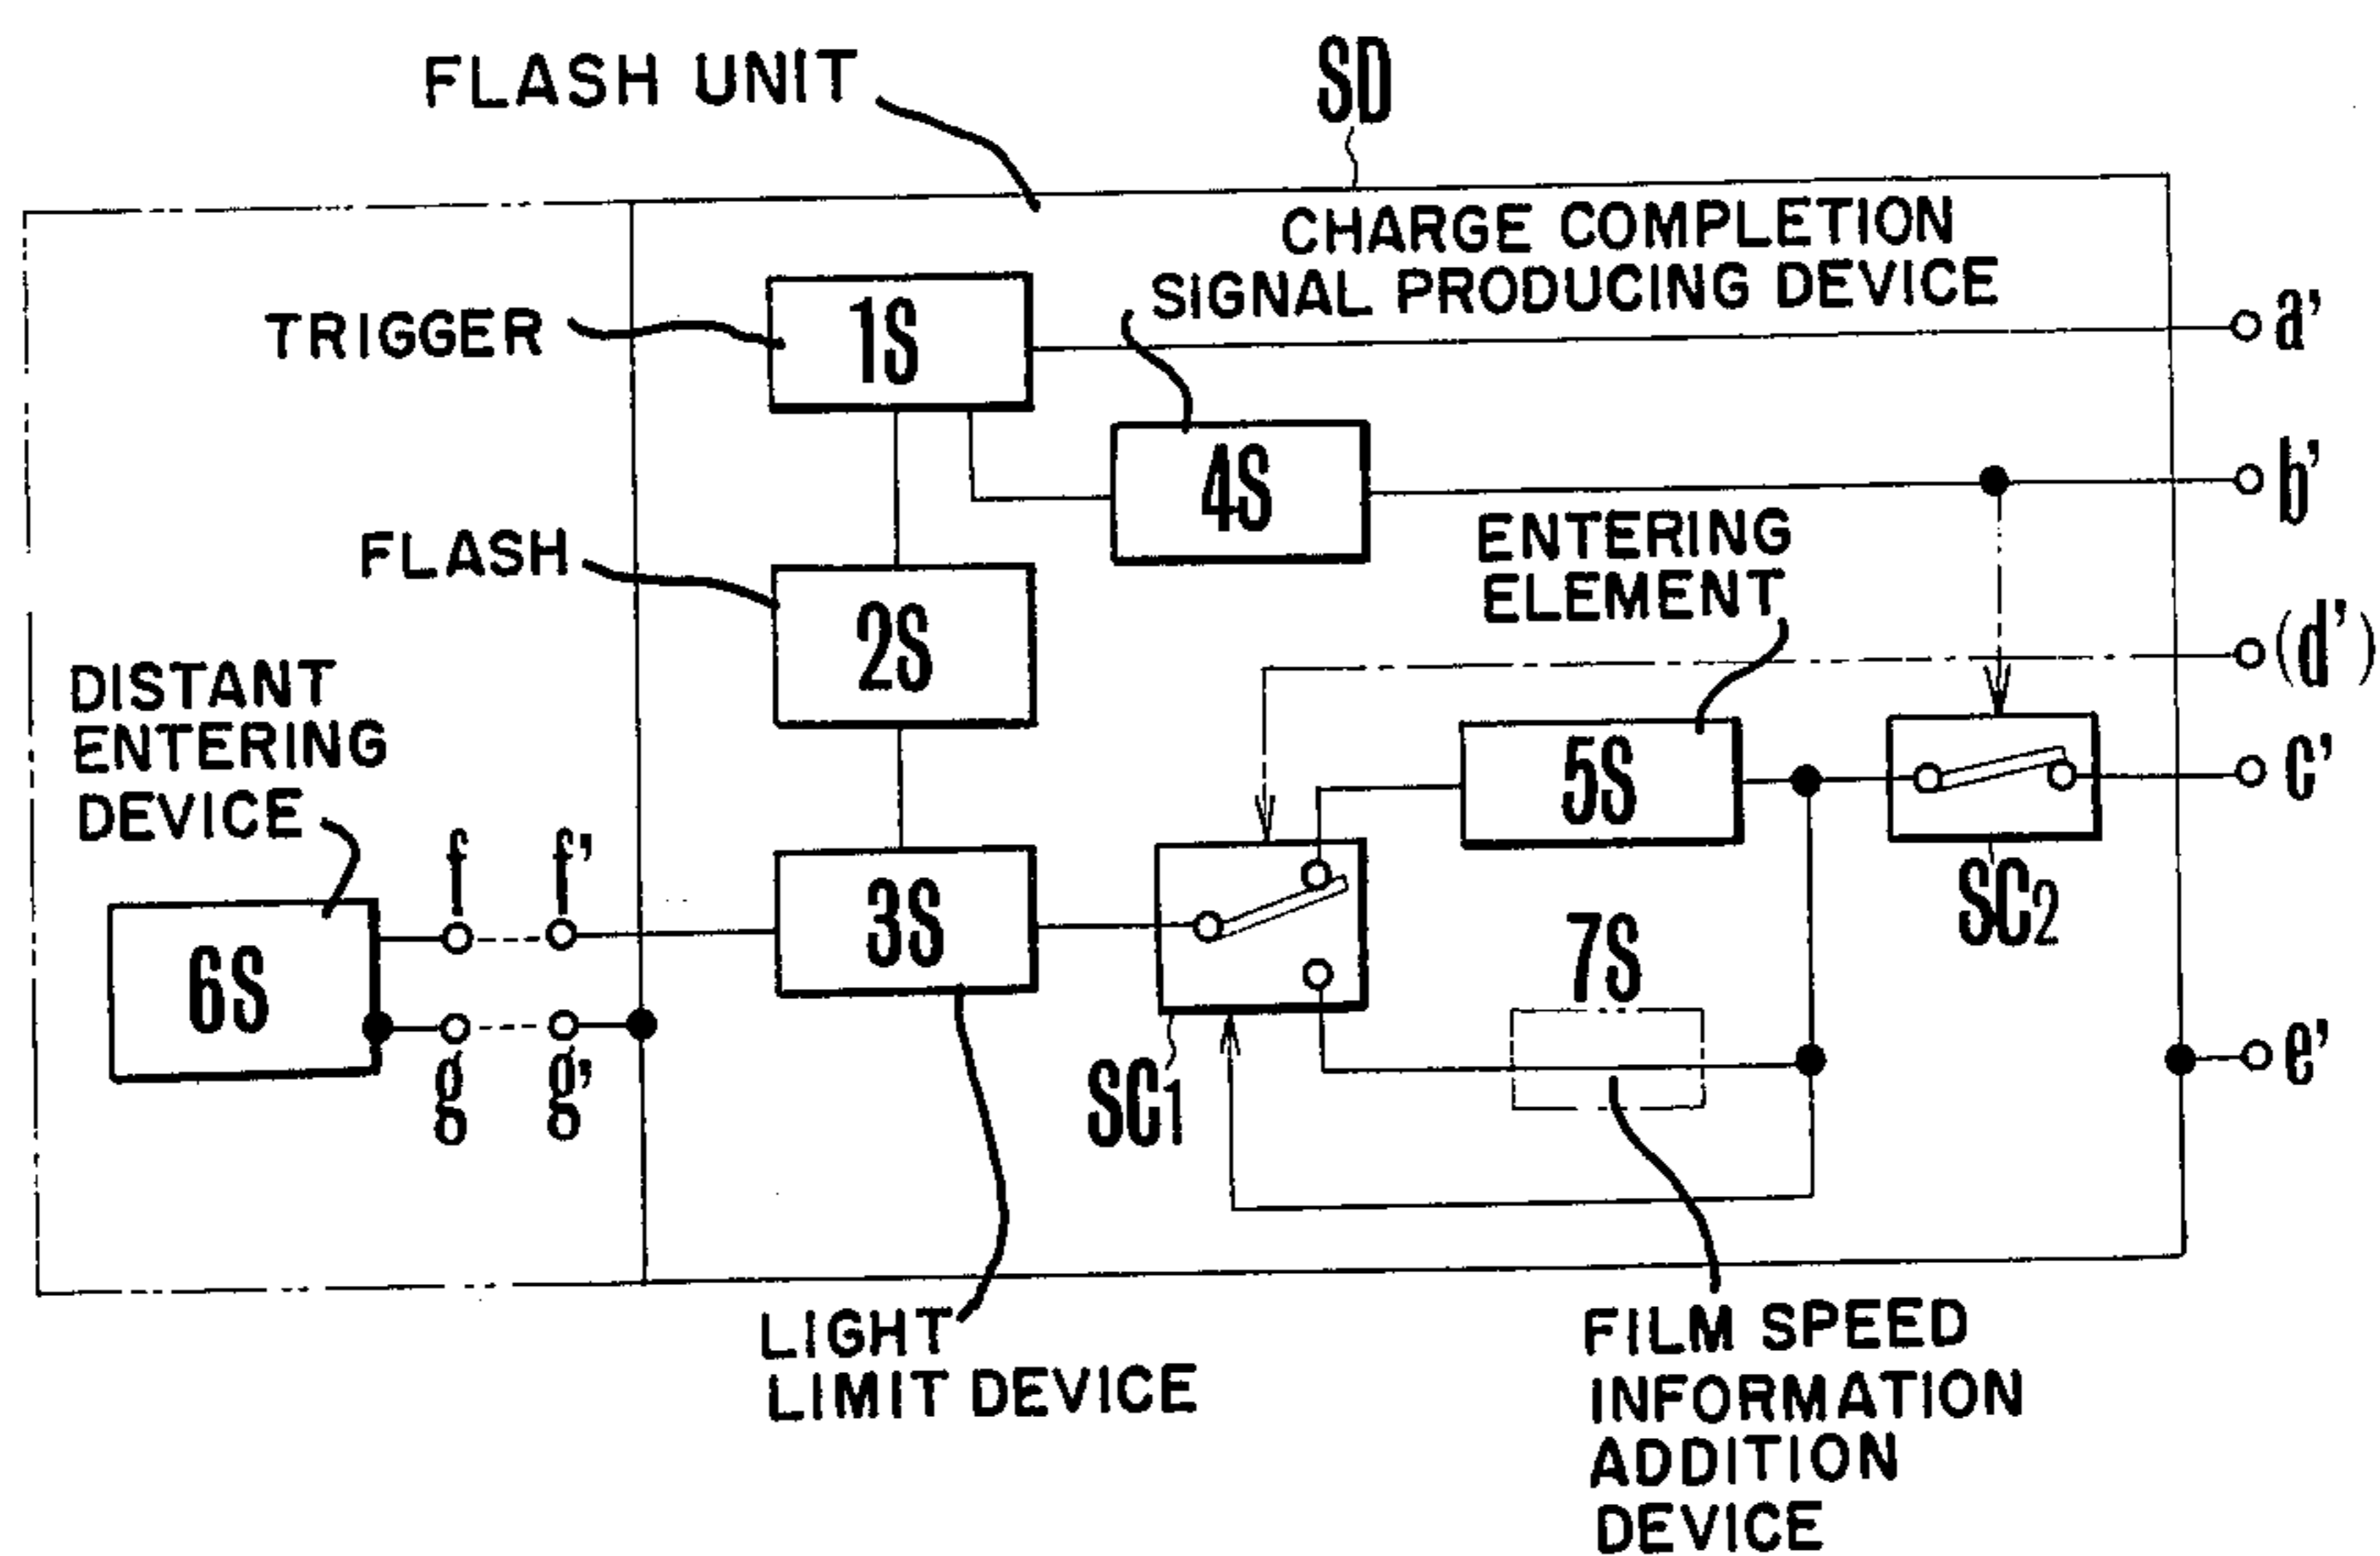 FLASH UNIT
SD
CHARGE COMPLETION
SIGNAL PRODUCING DEVICE
TRIGGER
1S
a'
4S
b'
FLASH
ENTERING
ELEMENT
2S
(d')
DISTANT
ENTERING
DEVICE
5S
c'
f
f'
3S
SC2
6S
7S
g
g'
SC1
e'
LIGHT
LIMIT DEVICE
FILM SPEED
INFORMATION
ADDITION
DEVICE